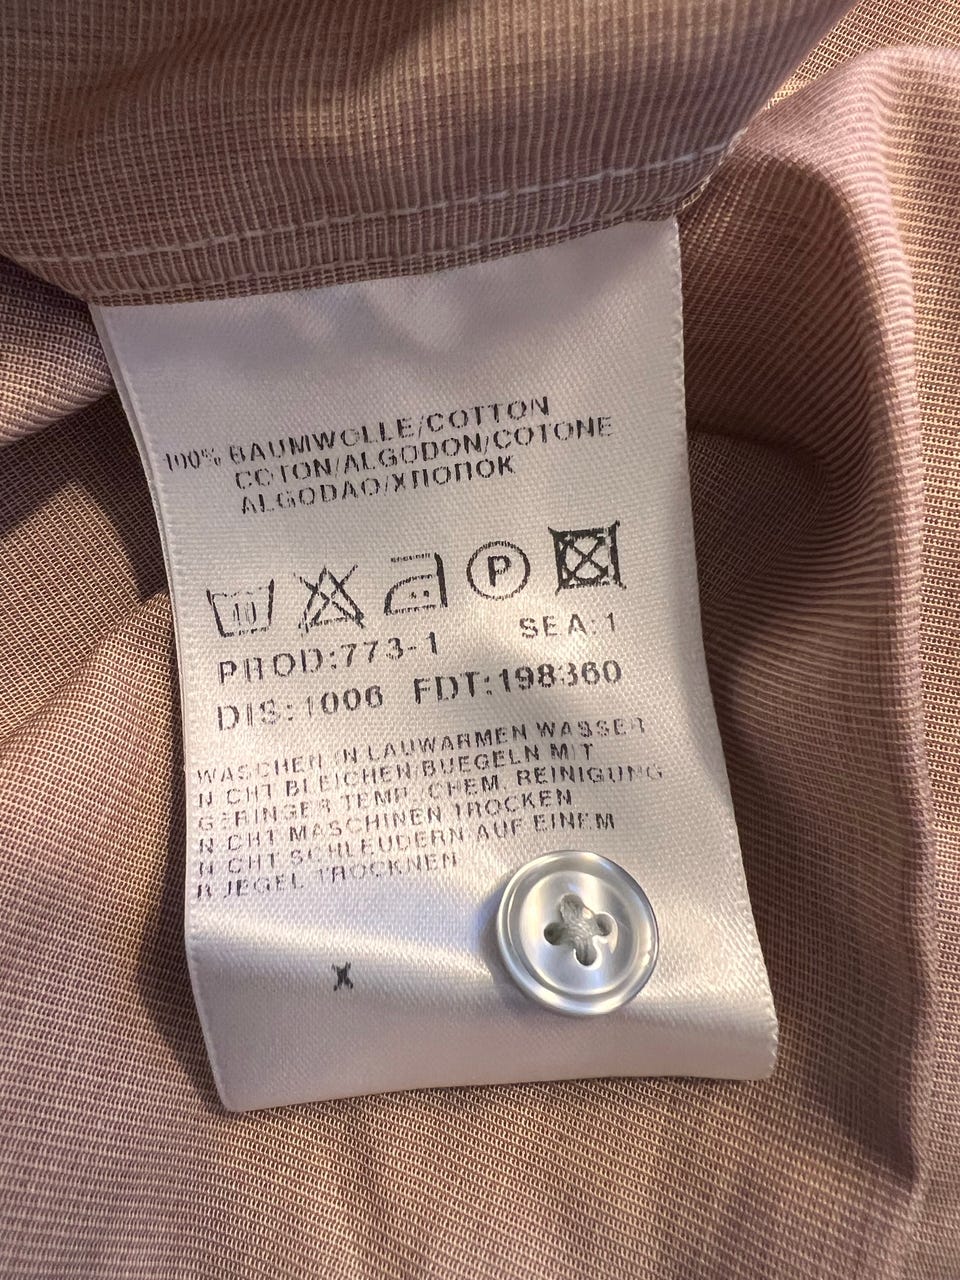 100% BAUMWOLLE/COTTON
COTON/ALGODON/COTONE
ALGODAO/ХЛОПОК
P
PROD:773-1 SEA:1
DIS:1006 FDT:198360
WASCHEN IN LAUWARMEN WASSER
NICHT BLEICHEN/BUEGELN MIT
GERINGER TEMP./CHEM. REINIGUNG
NICHT MASCHINEN TROCKEN
NICHT SCHLEUDERN AUF EINEM
BUEGEL TROCKNEN
X